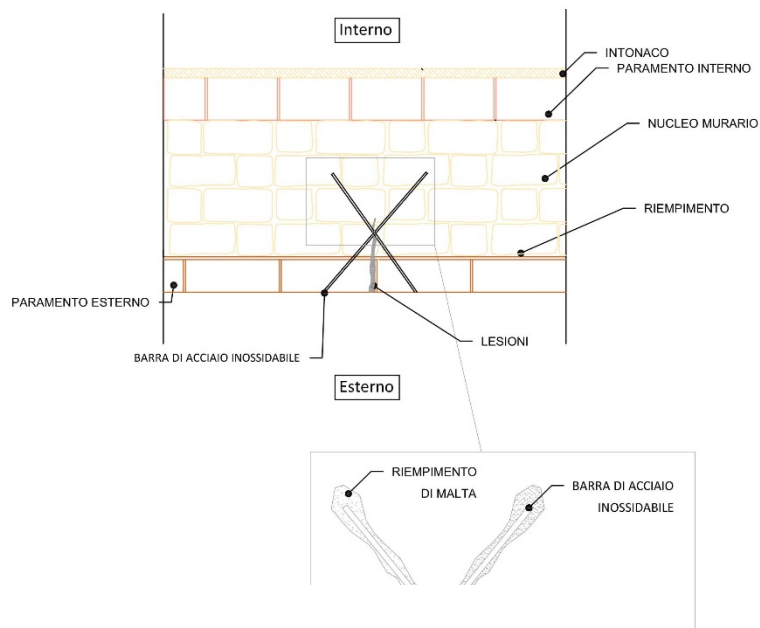 Interno
INTONACO
PARAMENTO INTERNO
NUCLEO MURARIO
RIEMPIMENTO
PARAMENTO ESTERNO
LESIONI
BARRA DI ACCIAIO INOSSIDABILE
Esterno
RIEMPIMENTO
DI MALTA
BARRA DI ACCIAIO
INOSSIDABILE